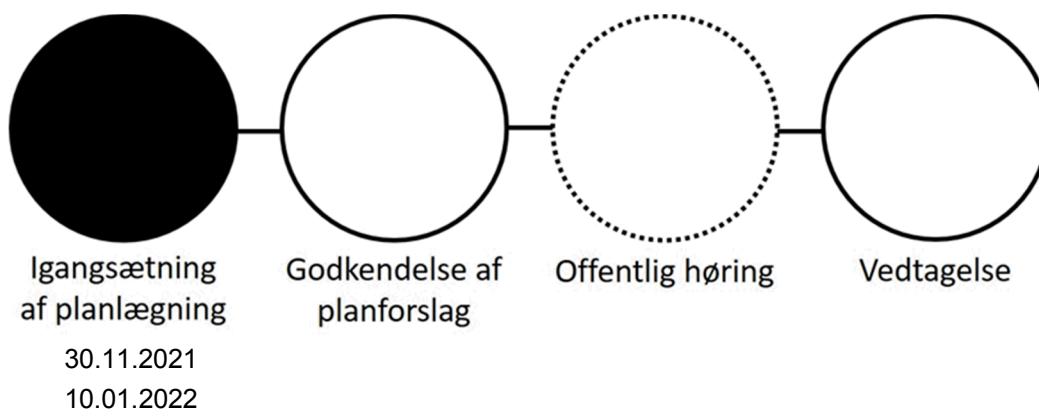 Igangsætning
af planlægning
30.11.2021
10.01.2022
Godkendelse af
planforslag
Offentlig høring
Vedtagelse